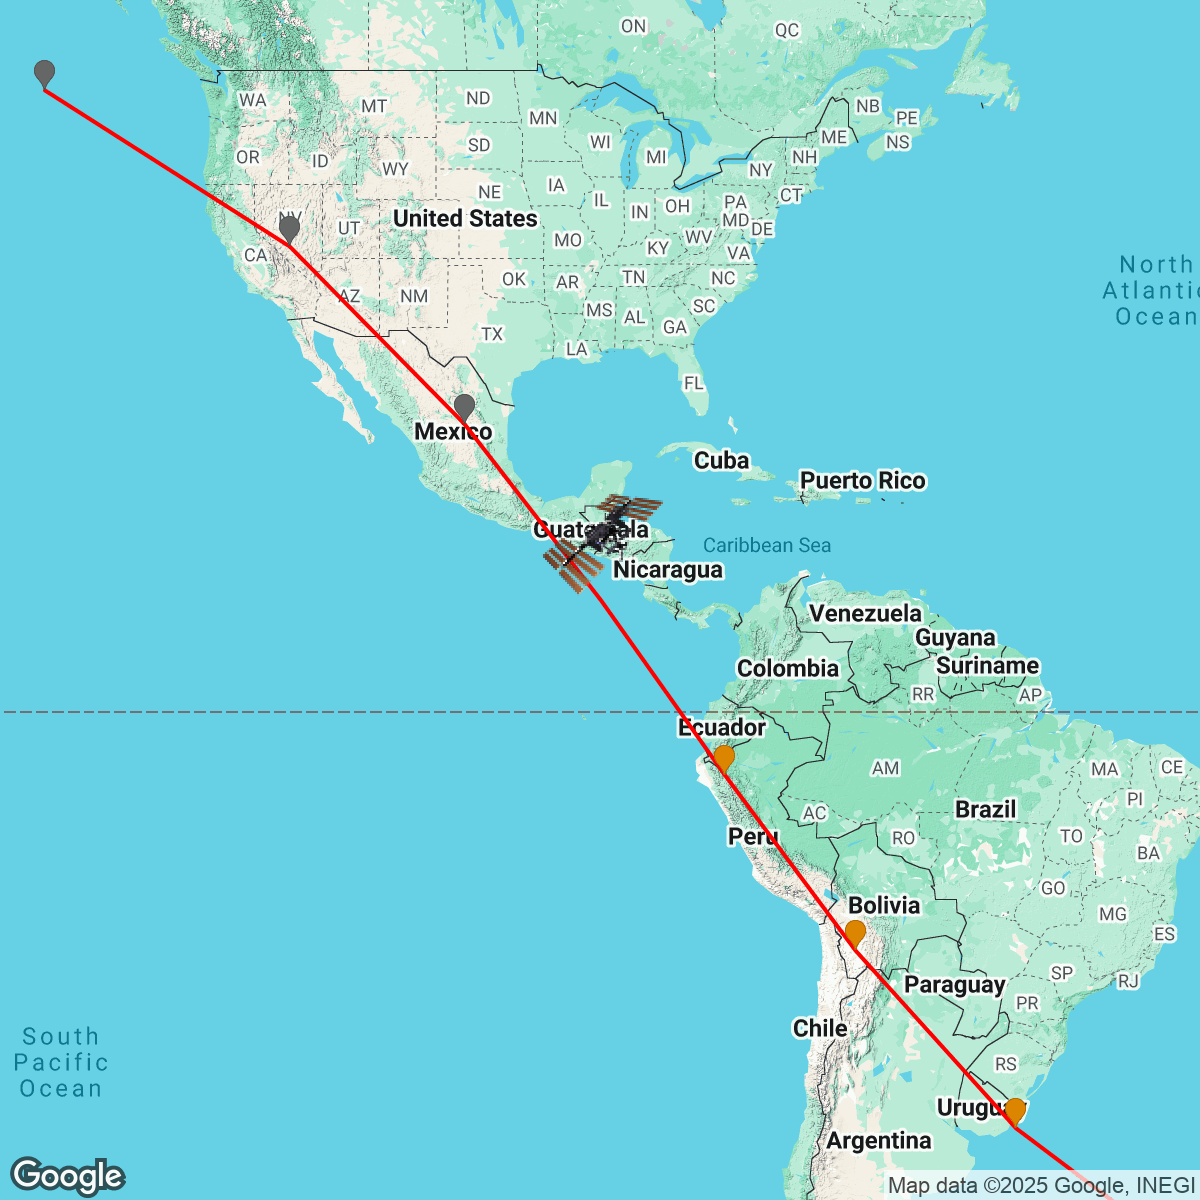 ON
QC
WA
MT
ND
MN
NB
PE
ME
NS
OR
ID
SD
WI
MI
NH
WY
NY
NE
IA
CT
IL
IN
OH
PA
NV
UT
United States
MD
DE
MO
WV
KY
VA
CA
North
Atlantic
Ocean
OK
AR
TN
NC
AZ
NM
MS
AL
SC
GA
TX
LA
FL
Mexico
Cuba
Puerto Rico
Guatemala
Caribbean Sea
Nicaragua
Venezuela
Guyana
Suriname
Colombia
RR
AP
Ecuador
AM
MA
CE
PI
Brazil
AC
Peru
RO
TO
BA
GO
Bolivia
MG
ES
SP
Paraguay
RJ
PR
Chile
South
Pacific
Ocean
RS
Uruguay
Argentina
Google
Map data ©2025 Google, INEGI